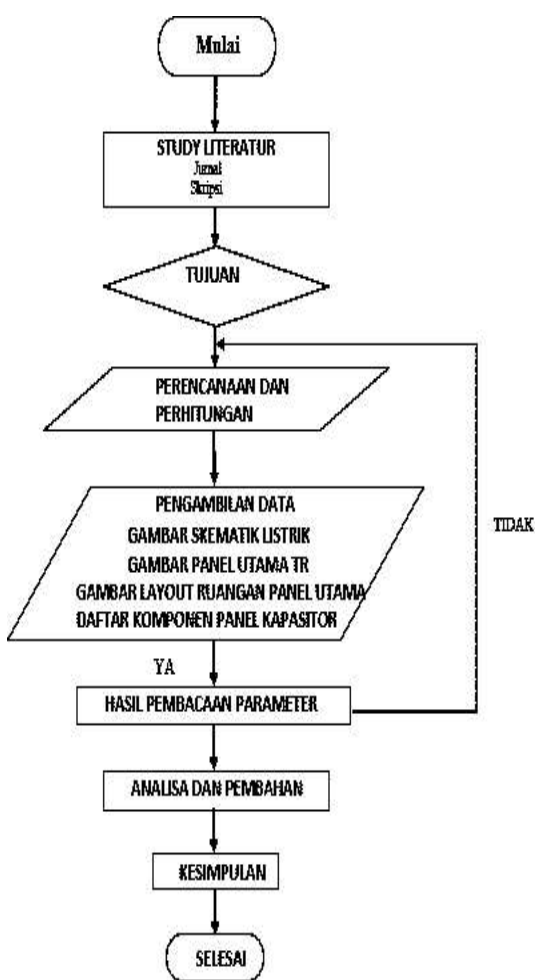 Mulai
STUDY LITERATUR
Jurnal
Skripsi
TUJUAN
PERENCANAAN DAN
PERHITUNGAN
PENGAMBILAN DATA
GAMBAR SKEMATIK LISTRIK
GAMBAR PANEL UTAMA TR
GAMBAR LAYOUT RUANGAN PANEL UTAMA
DAFTAR KOMPONEN PANEL KAPASITOR
TIDAK
YA
HASIL PEMBACAAN PARAMETER
ANALISA DAN PEMBAHAN
KESIMPULAN
SELESAI